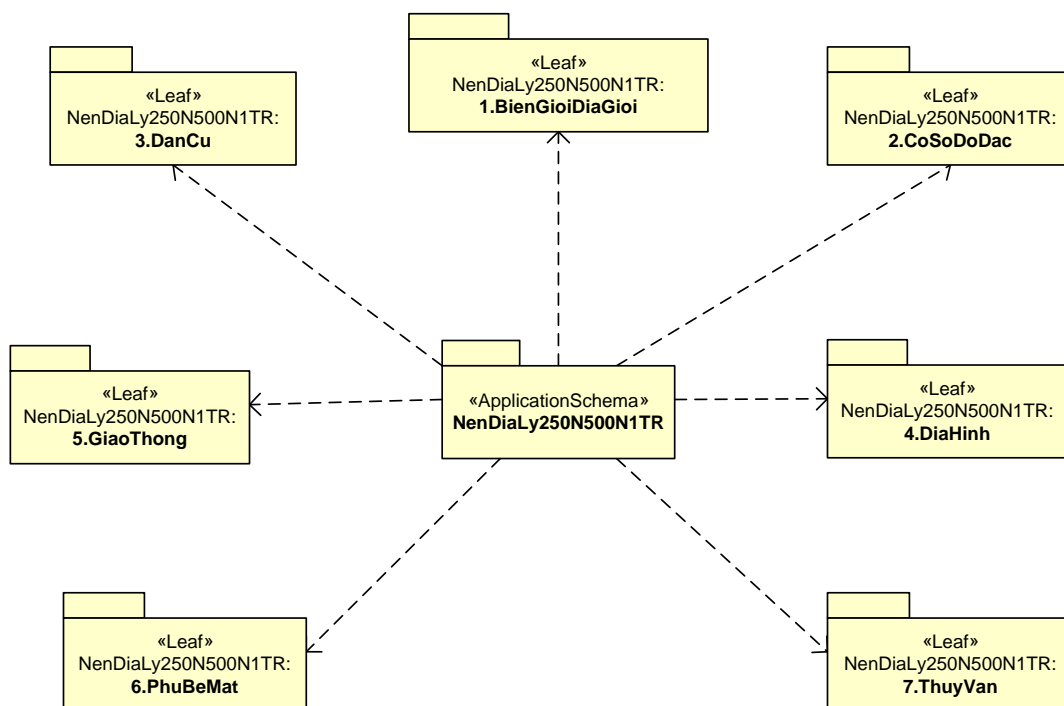 «Leaf»
NenDiaLy250N500N1TR:
1.BienGioiDiaGioi
«Leaf»
NenDiaLy250N500N1TR:
3.DanCu
«Leaf»
NenDiaLy250N500N1TR:
2.CoSoDoDac
«Leaf»
NenDiaLy250N500N1TR:
5.GiaoThong
«ApplicationSchema»
NenDiaLy250N500N1TR
«Leaf»
NenDiaLy250N500N1TR:
4.DiaHinh
«Leaf»
NenDiaLy250N500N1TR:
6.PhuBeMat
«Leaf»
NenDiaLy250N500N1TR:
7.ThuyVan